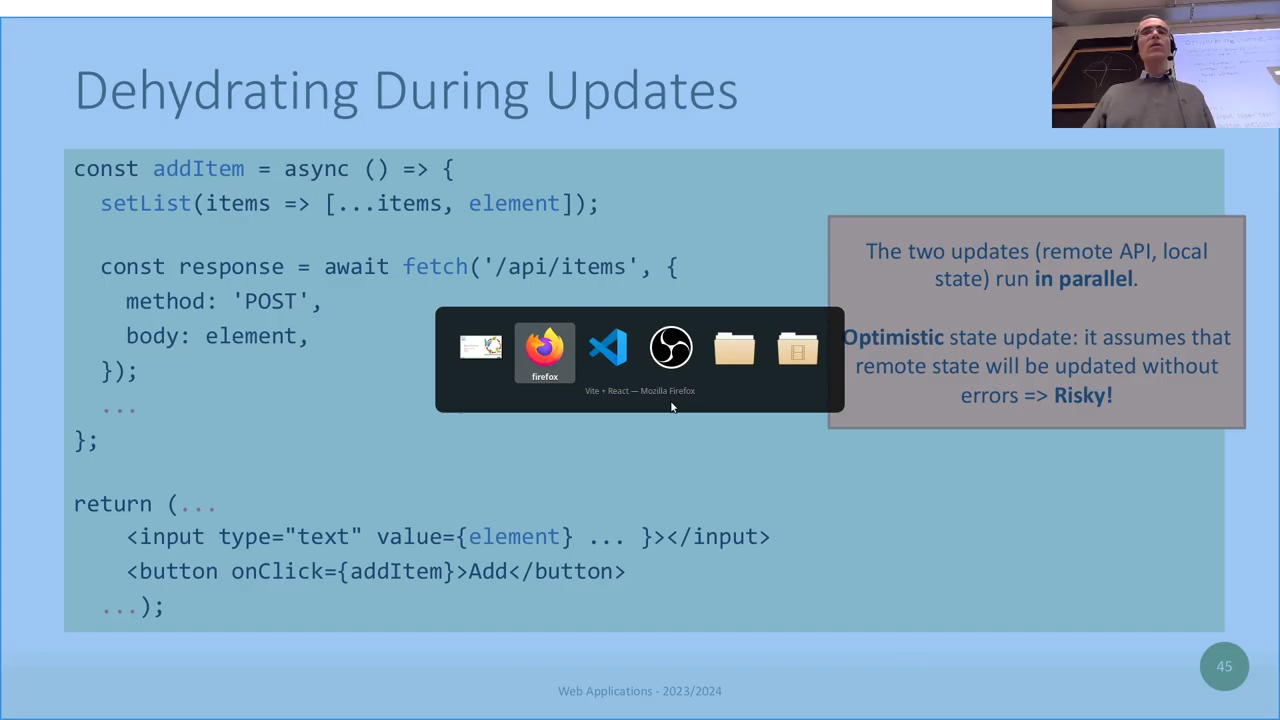 Dehydrating During Updates
const addItem = async () => {
setList(items => [...items, element]);
const response = await fetch('/api/items', {
method: 'POST',
body: element,
});
...
};
return (...
<input type="text" value={element} ... }></input>
<button onClick={addItem}>Add</button>
...);
The two updates (remote API, local
state) run in parallel.
Optimistic state update: it assumes that
remote state will be updated without
errors => Risky!
firefox
Vite + React — Mozilla Firefox
Web Applications - 2023/2024
45